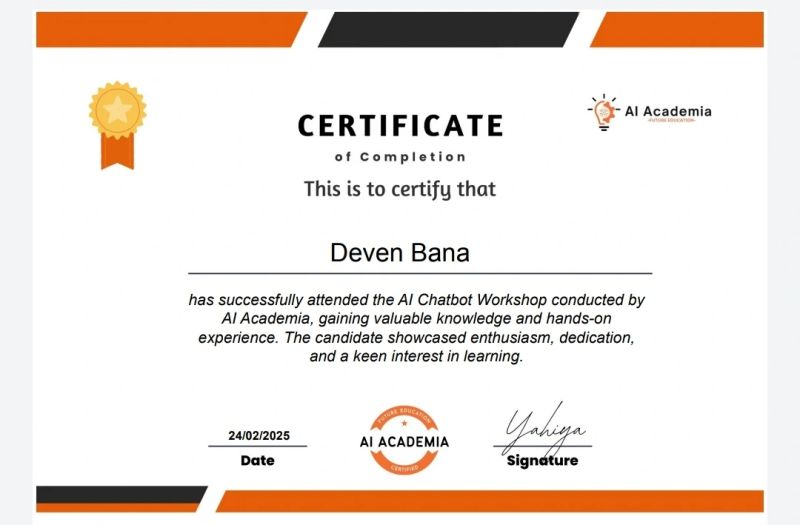 CERTIFICATE
of Completion
AI Academia
-FUTURE EDUCATION-
This is to certify that
Deven Bana
has successfully attended the AI Chatbot Workshop conducted by
AI Academia, gaining valuable knowledge and hands-on
experience. The candidate showcased enthusiasm, dedication,
and a keen interest in learning.
24/02/2025
Date
FUTURE EDUCATION
AI ACADEMIA
CERTIFIED
Yahiya
Signature